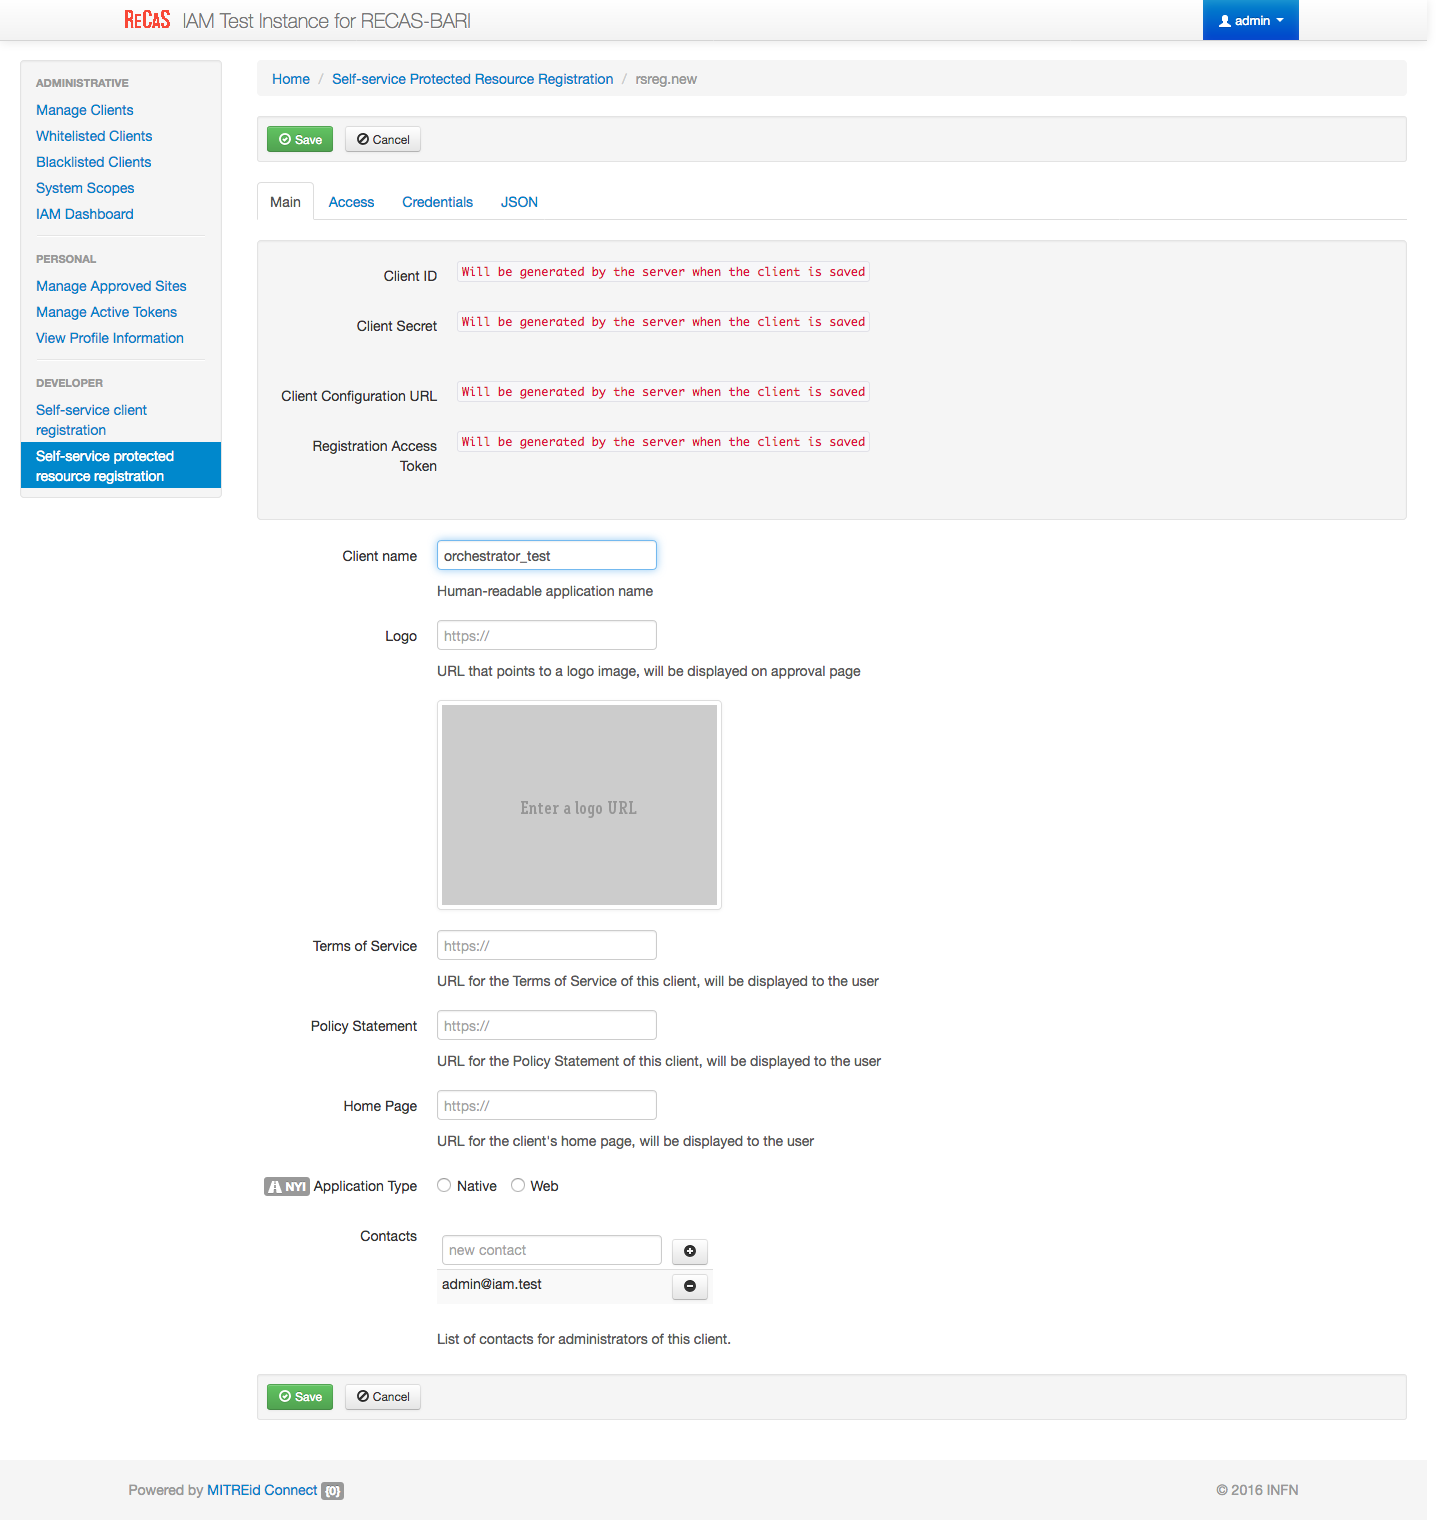 ReCaS IAM Test Instance for RECAS-BARI
admin
ADMINISTRATIVE
Manage Clients
Whitelisted Clients
Blacklisted Clients
System Scopes
IAM Dashboard
PERSONAL
Manage Approved Sites
Manage Active Tokens
View Profile Information
DEVELOPER
Self-service client
registration
Self-service protected
resource registration
Home / Self-service Protected Resource Registration / rsreg.new
Save Cancel
Main Access Credentials JSON
Client ID Will be generated by the server when the client is saved
Client Secret Will be generated by the server when the client is saved
Client Configuration URL Will be generated by the server when the client is saved
Registration Access Will be generated by the server when the client is saved
Token
Client name orchestrator_test
Human-readable application name
Logo https://
URL that points to a logo image, will be displayed on approval page
Enter a logo URL
Terms of Service https://
URL for the Terms of Service of this client, will be displayed to the user
Policy Statement https://
URL for the Policy Statement of this client, will be displayed to the user
Home Page https://
URL for the client's home page, will be displayed to the user
NYI Application Type Native Web
Contacts
new contact
admin@iam.test
List of contacts for administrators of this client.
Save Cancel
Powered by MITREid Connect {0}
© 2016 INFN